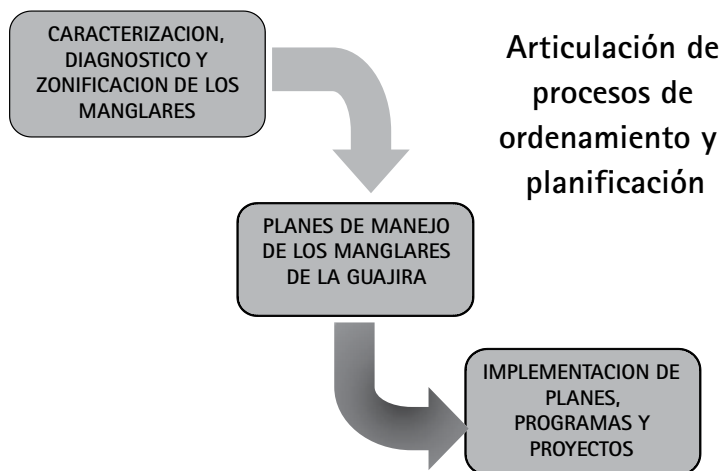 CARACTERIZACION,
DIAGNOSTICO Y
ZONIFICACION DE LOS
MANGLARES
Articulación de
procesos de
ordenamiento y
planificación
PLANES DE MANEJO
DE LOS MANGLARES
DE LA GUAJIRA
IMPLEMENTACION DE
PLANES,
PROGRAMAS Y
PROYECTOS